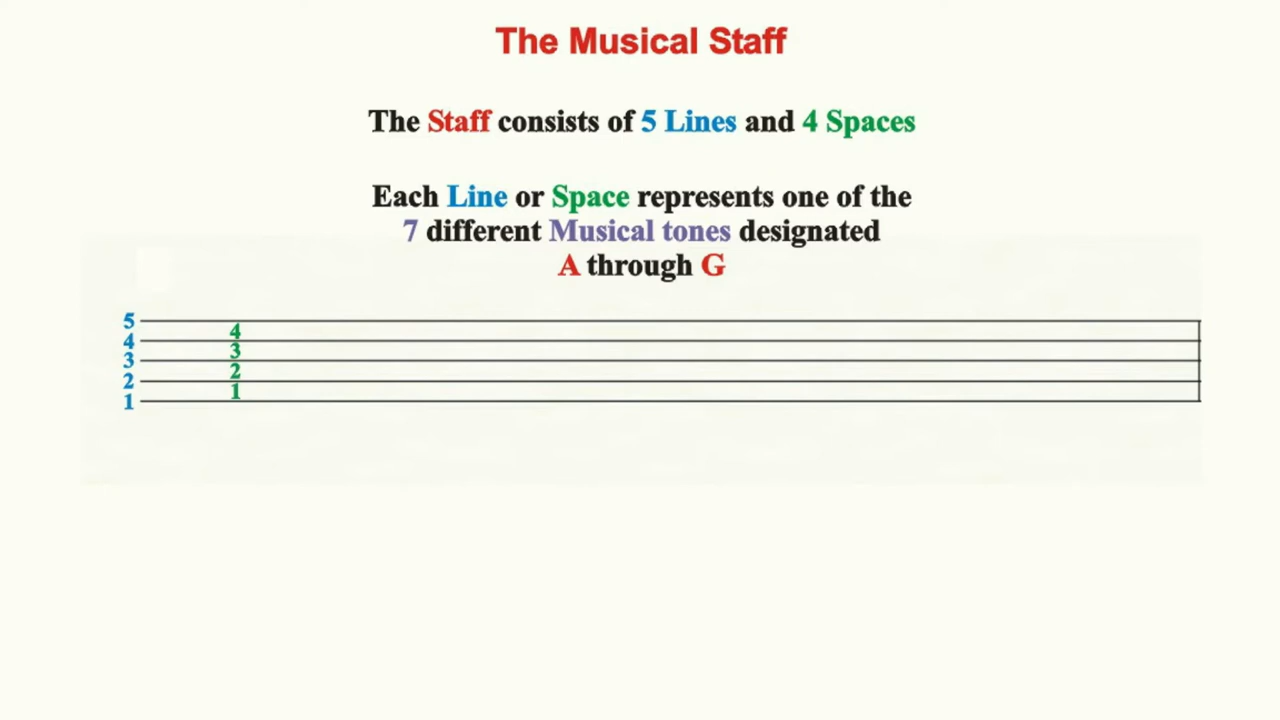 The Musical Staff
The Staff consists of 5 Lines and 4 Spaces
Each Line or Space represents one of the
7 different Musical tones designated
A through G
5
4
4
3
3
2
2
1
1